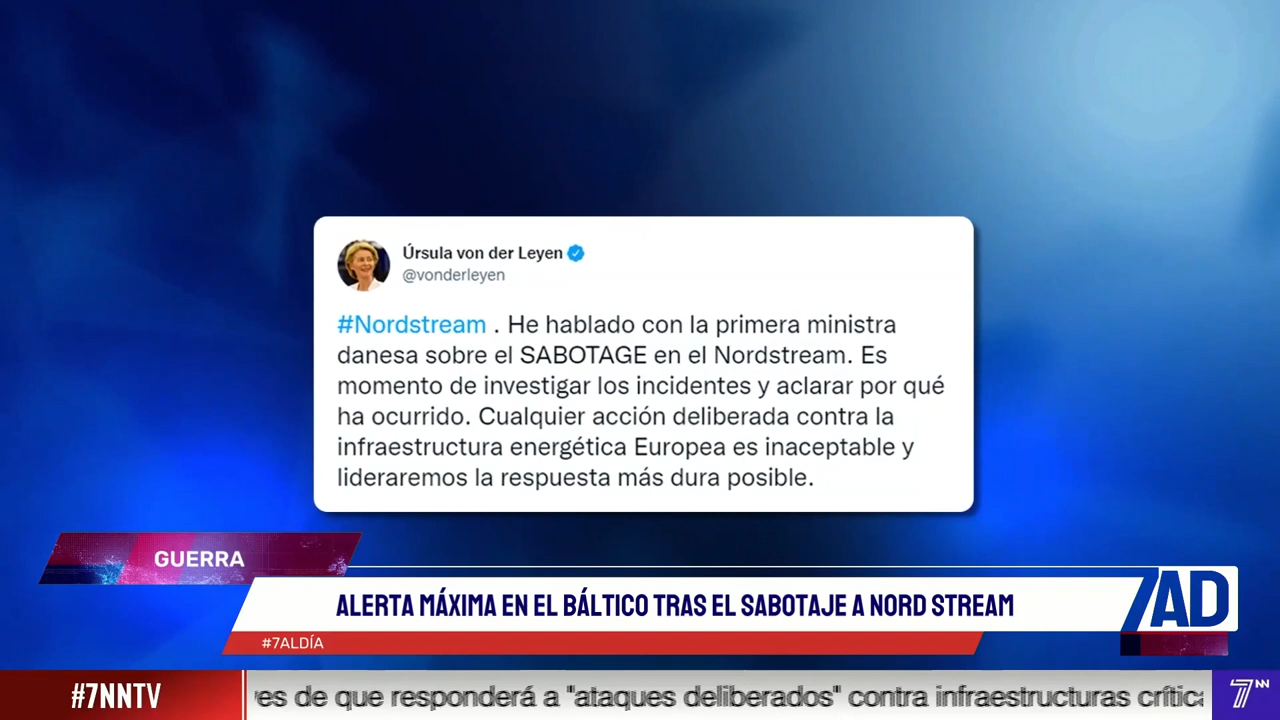 Úrsula von der Leyen
@vonderleyen
#Nordstream . He hablado con la primera ministra
danesa sobre el SABOTAGE en el Nordstream. Es
momento de investigar los incidentes y aclarar por qué
ha ocurrido. Cualquier acción deliberada contra la
infraestructura energética Europea es inaceptable y
lideraremos la respuesta más dura posible.
GUERRA
ALERTA MÁXIMA EN EL BÁLTICO TRAS EL SABOTAJE A NORD STREAM
7AD
#7ALDÍA
#7NNTV
de que responderá a "ataques deliberados" contra infraestructuras
7NN